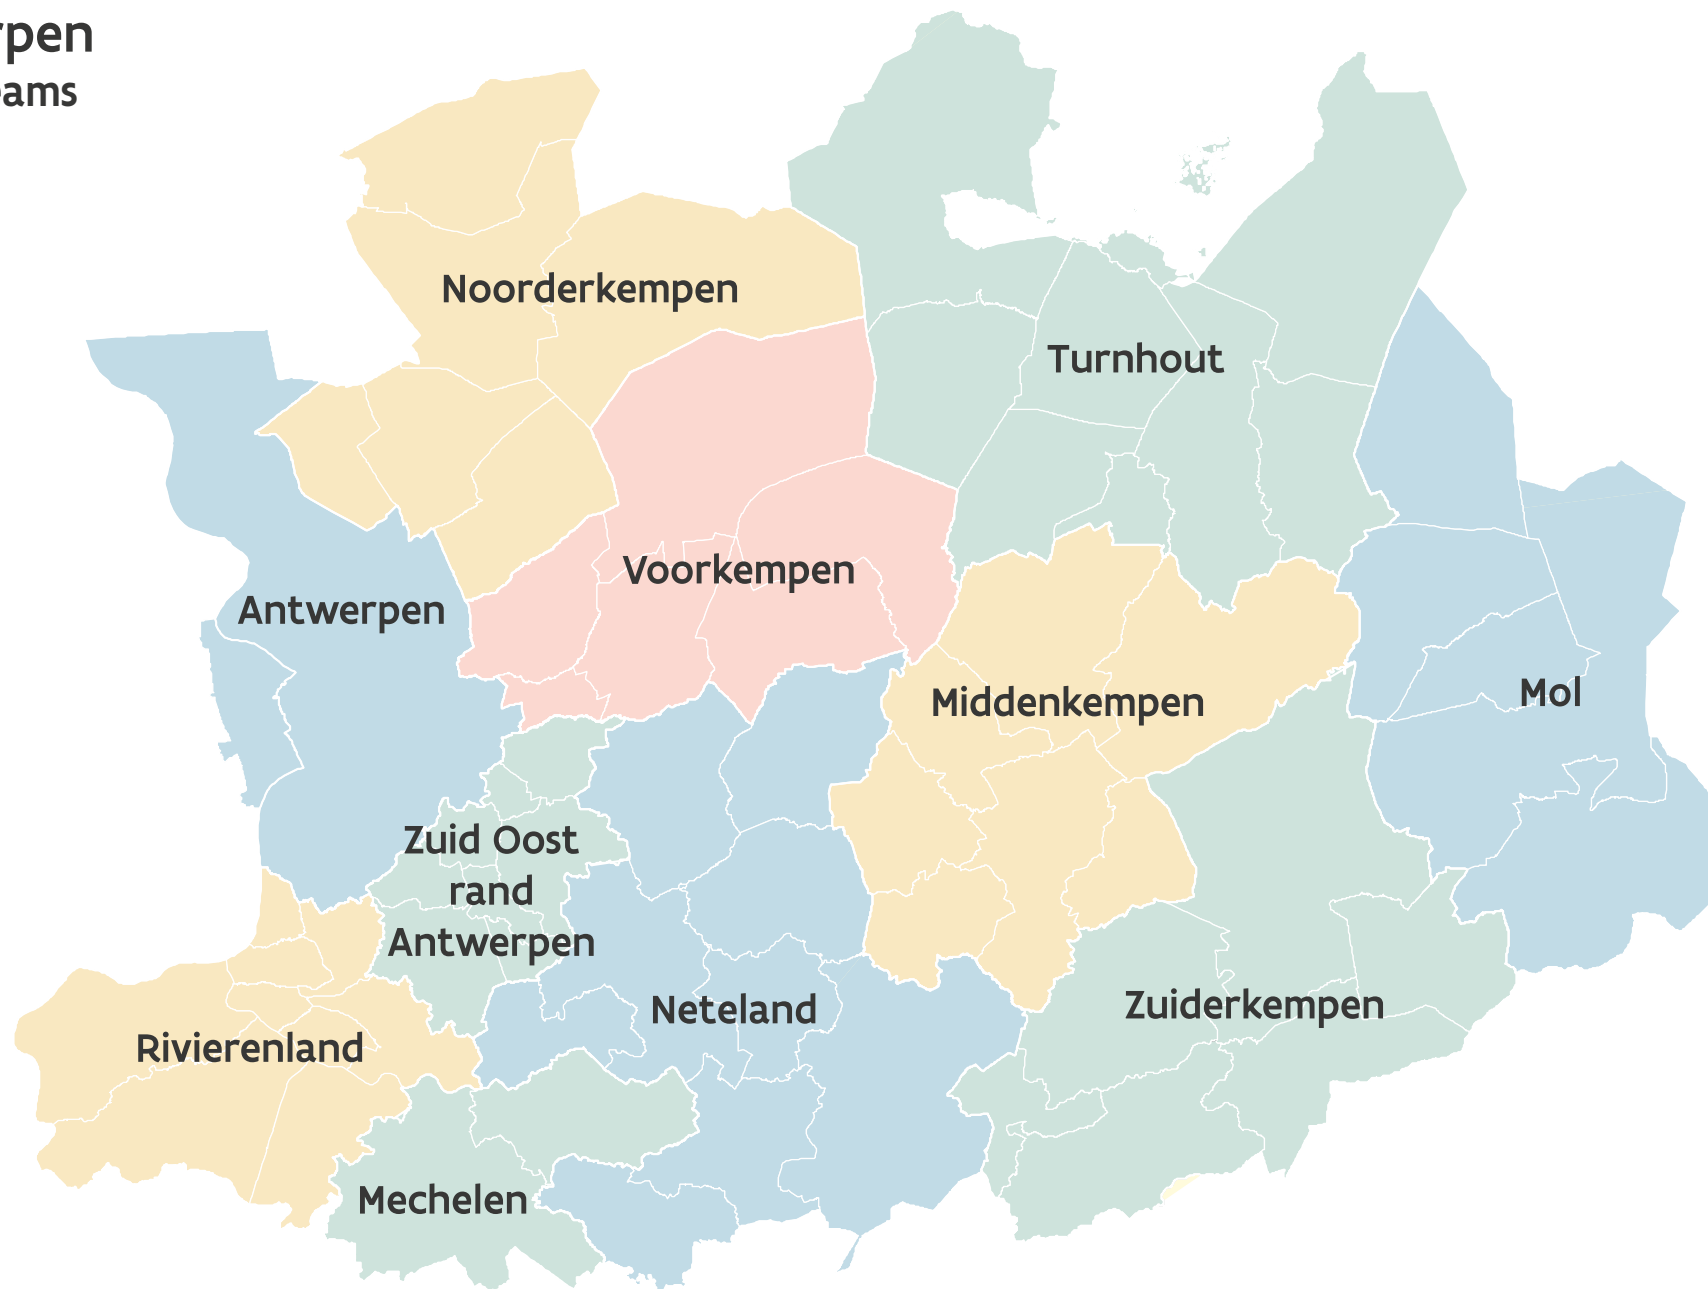 rpen
ams
Noorderkempen
Turnhout
Voorkempen
Antwerpen
Mol
Middenkempen
Zuid Oost
rand
Antwerpen
Neteland
Zuiderkempen
Rivierenland
Mechelen